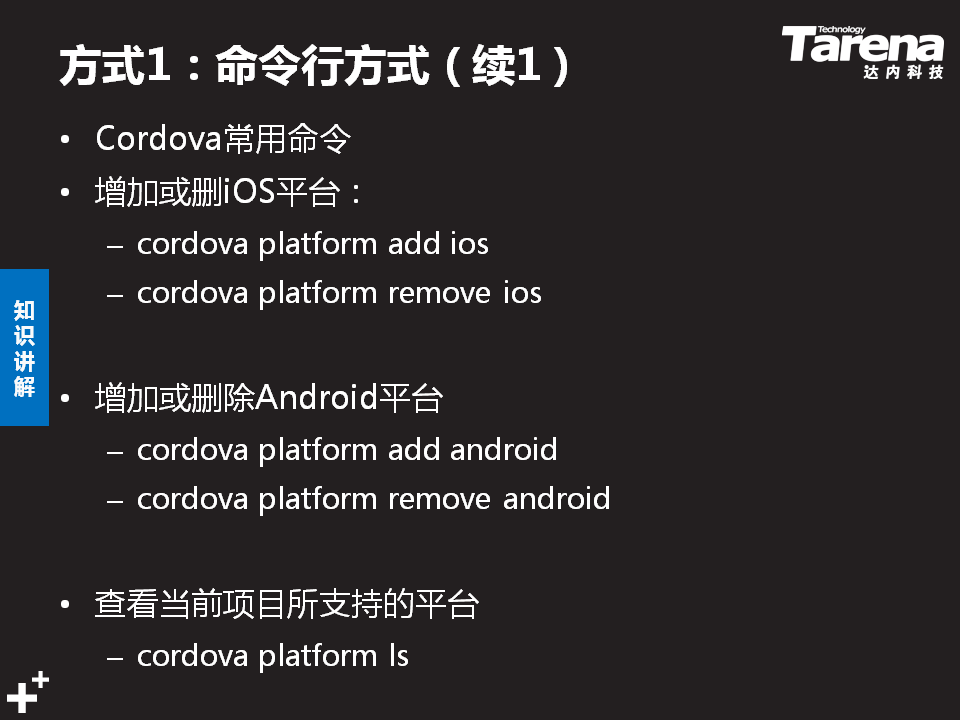 方式1：命令行方式（续1）
Technology
Tarena
达内科技
• Cordova常用命令
• 增加或删iOS平台：
– cordova platform add ios
– cordova platform remove ios
知识讲解
• 增加或删除Android平台
– cordova platform add android
– cordova platform remove android
• 查看当前项目所支持的平台
– cordova platform ls